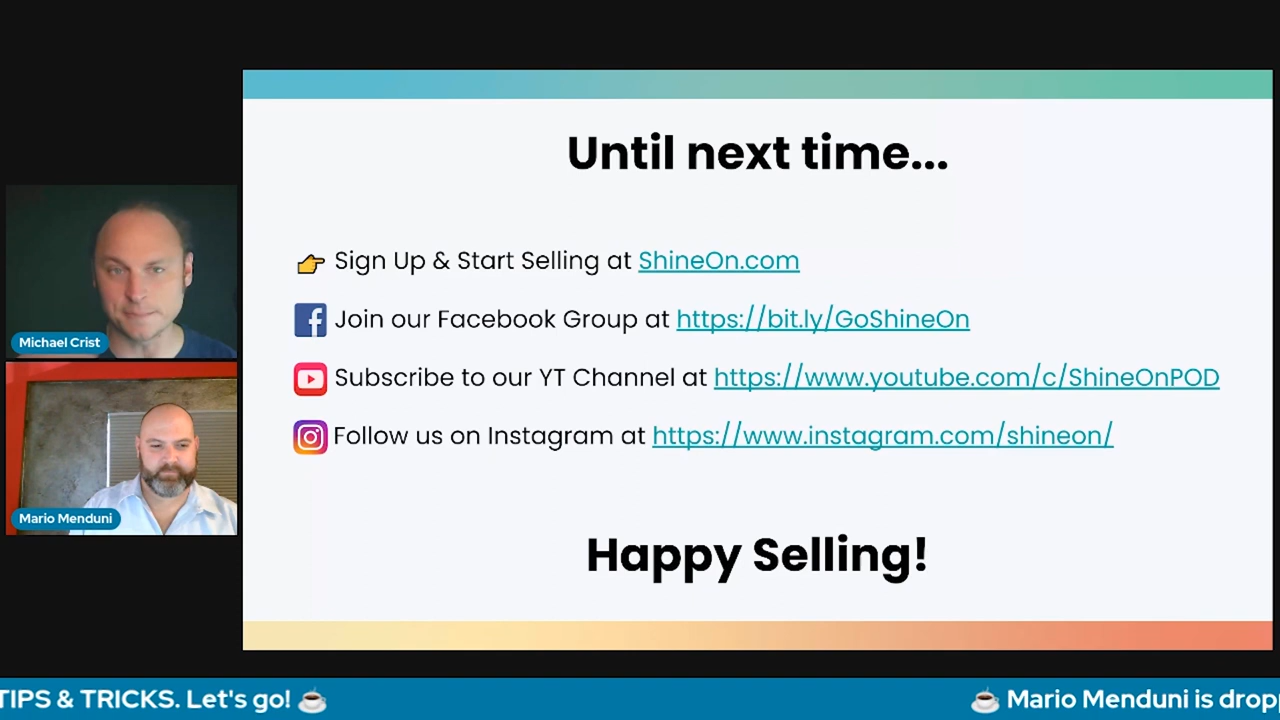 Until next time...
Sign Up & Start Selling at ShineOn.com
Join our Facebook Group at https://bit.ly/GoShineOn
Subscribe to our YT Channel at https://www.youtube.com/c/ShineOnPOD
Follow us on Instagram at https://www.instagram.com/shineon/
Happy Selling!
Michael Crist
Mario Menduni
TIPS & TRICKS. Let's go! ☕ ☕ Mario Menduni is